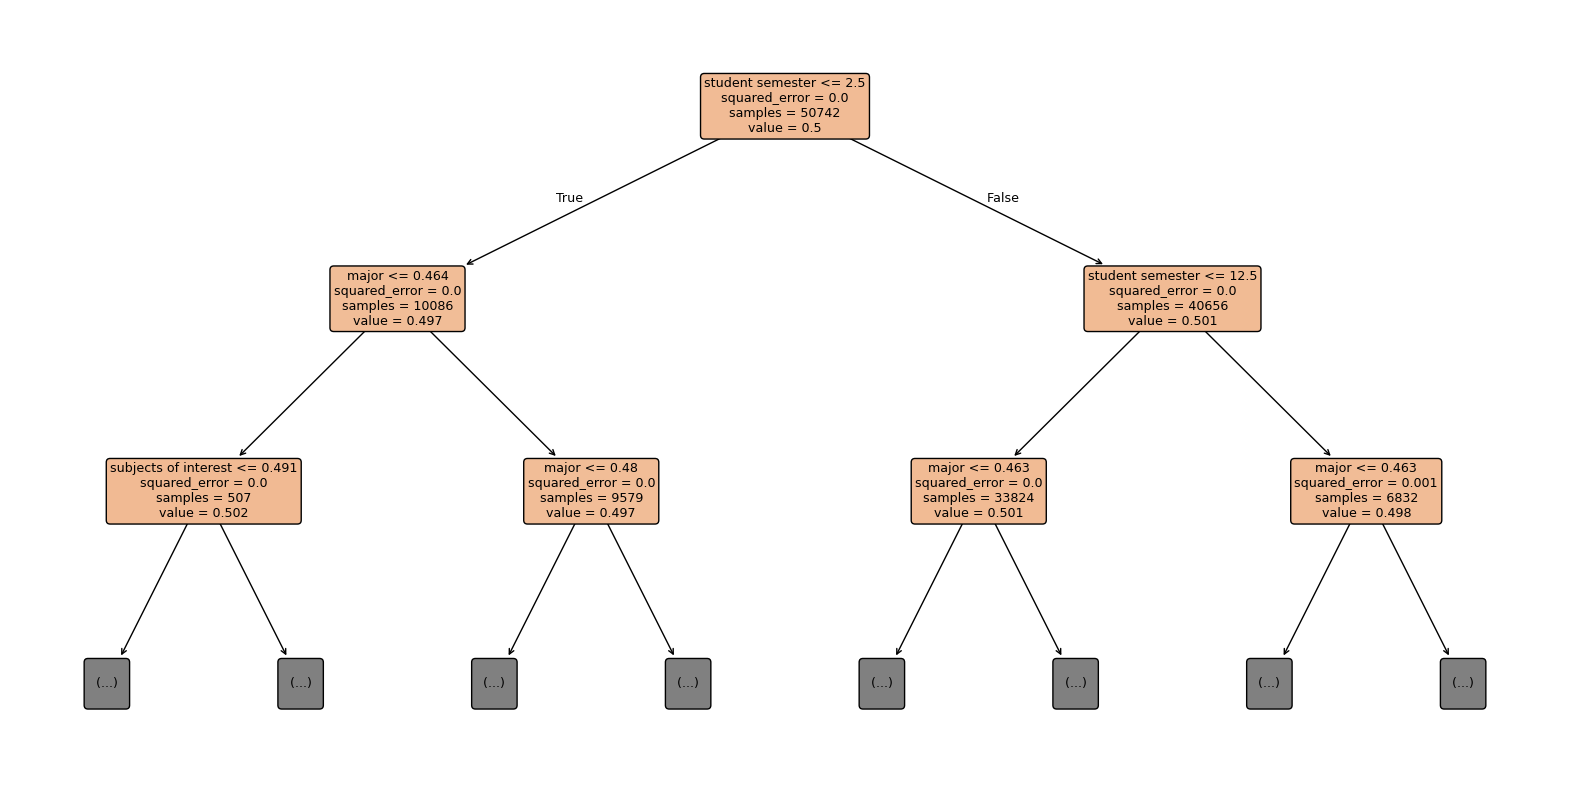 student semester <= 2.5
squared_error = 0.0
samples = 50742
value = 0.5
True
False
major <= 0.464
squared_error = 0.0
samples = 10086
value = 0.497
student semester <= 12.5
squared_error = 0.0
samples = 40656
value = 0.501
subjects of interest <= 0.491
squared_error = 0.0
samples = 507
value = 0.502
major <= 0.48
squared_error = 0.0
samples = 9579
value = 0.497
major <= 0.463
squared_error = 0.0
samples = 33824
value = 0.501
major <= 0.463
squared_error = 0.001
samples = 6832
value = 0.498
(...)
(...)
(...)
(...)
(...)
(...)
(...)
(...)